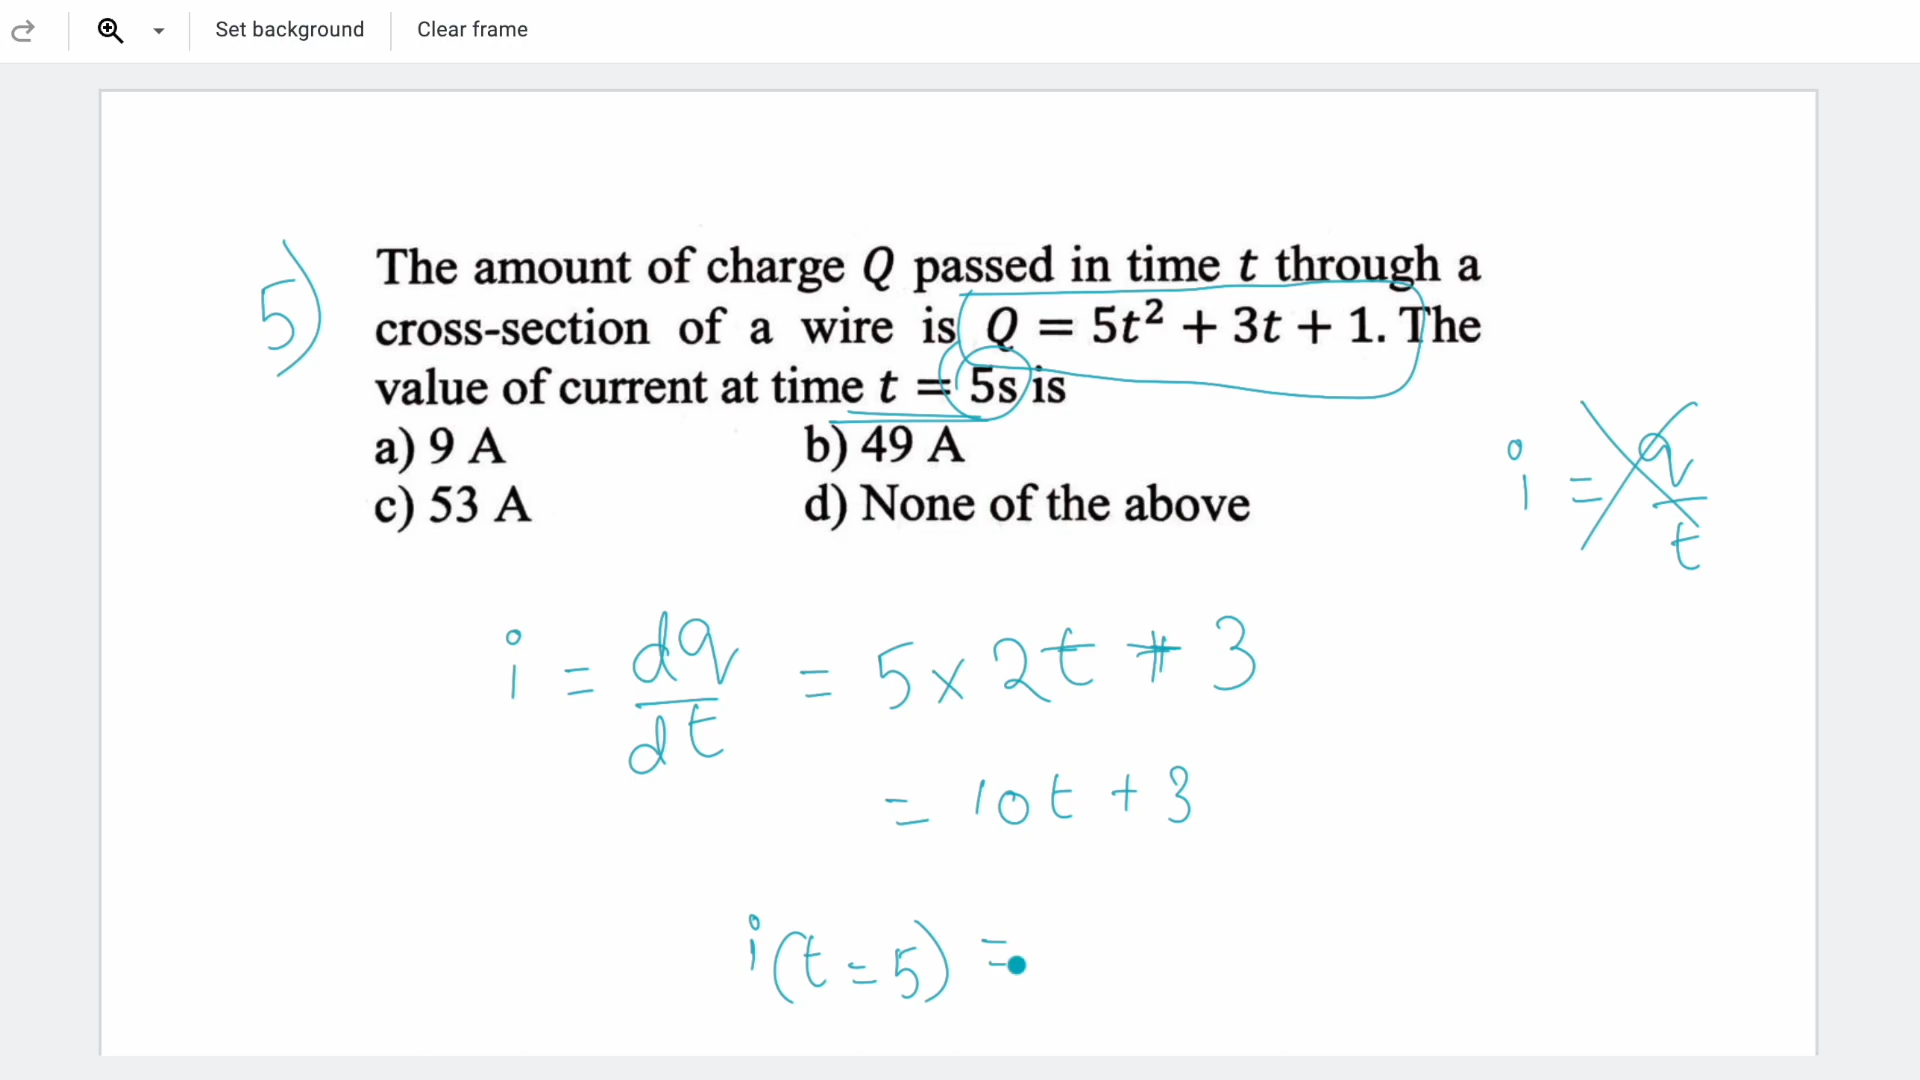 Set background
Clear frame
5)
The amount of charge Q passed in time t through a
cross-section of a wire is Q = 5t² + 3t + 1. The
value of current at time t = 5s is
a) 9 A b) 49 A
c) 53 A d) None of the above
i = q/t
i = dq/dt = 5 x 2t + 3
= 10t + 3
i(t = 5) =